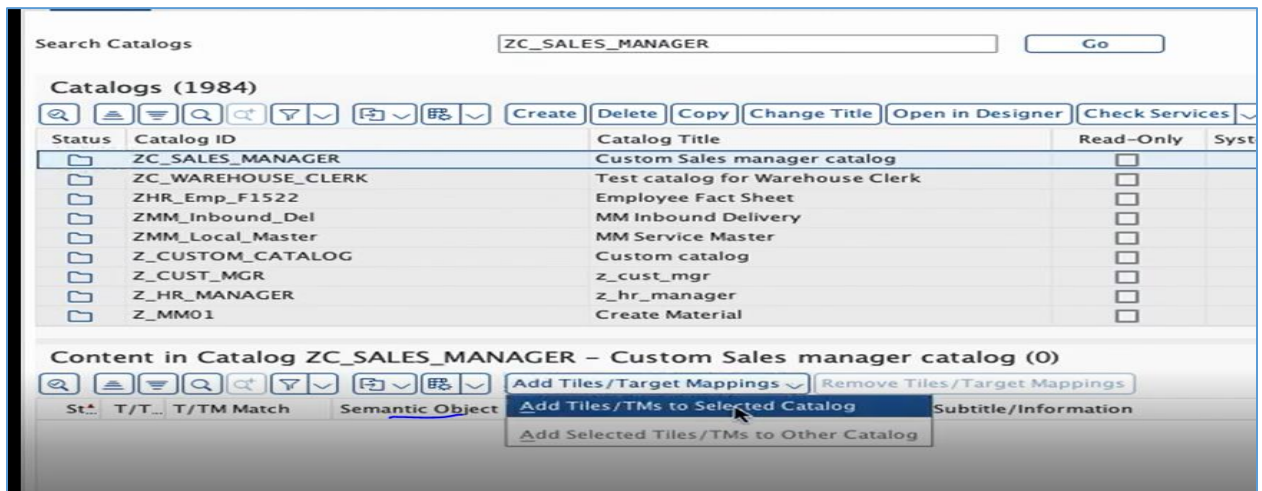 Search Catalogs ZC_SALES_MANAGER Go
Catalogs (1984)
Create Delete Copy Change Title Open in Designer Check Services
Status Catalog ID Catalog Title Read-Only Syst
ZC_SALES_MANAGER Custom Sales manager catalog
ZC_WAREHOUSE_CLERK Test catalog for Warehouse Clerk
ZHR_Emp_F1522 Employee Fact Sheet
ZMM_Inbound_Del MM Inbound Delivery
ZMM_Local_Master MM Service Master
Z_CUSTOM_CATALOG Custom catalog
Z_CUST_MGR z_cust_mgr
Z_HR_MANAGER z_hr_manager
Z_MM01 Create Material
Content in Catalog ZC_SALES_MANAGER – Custom Sales manager catalog (0)
Add Tiles/Target Mappings Remove Tiles/Target Mappings
St.. T/T... T/TM Match Semantic Object Subtitle/Information
Add Tiles/TMs to Selected Catalog
Add Selected Tiles/TMs to Other Catalog